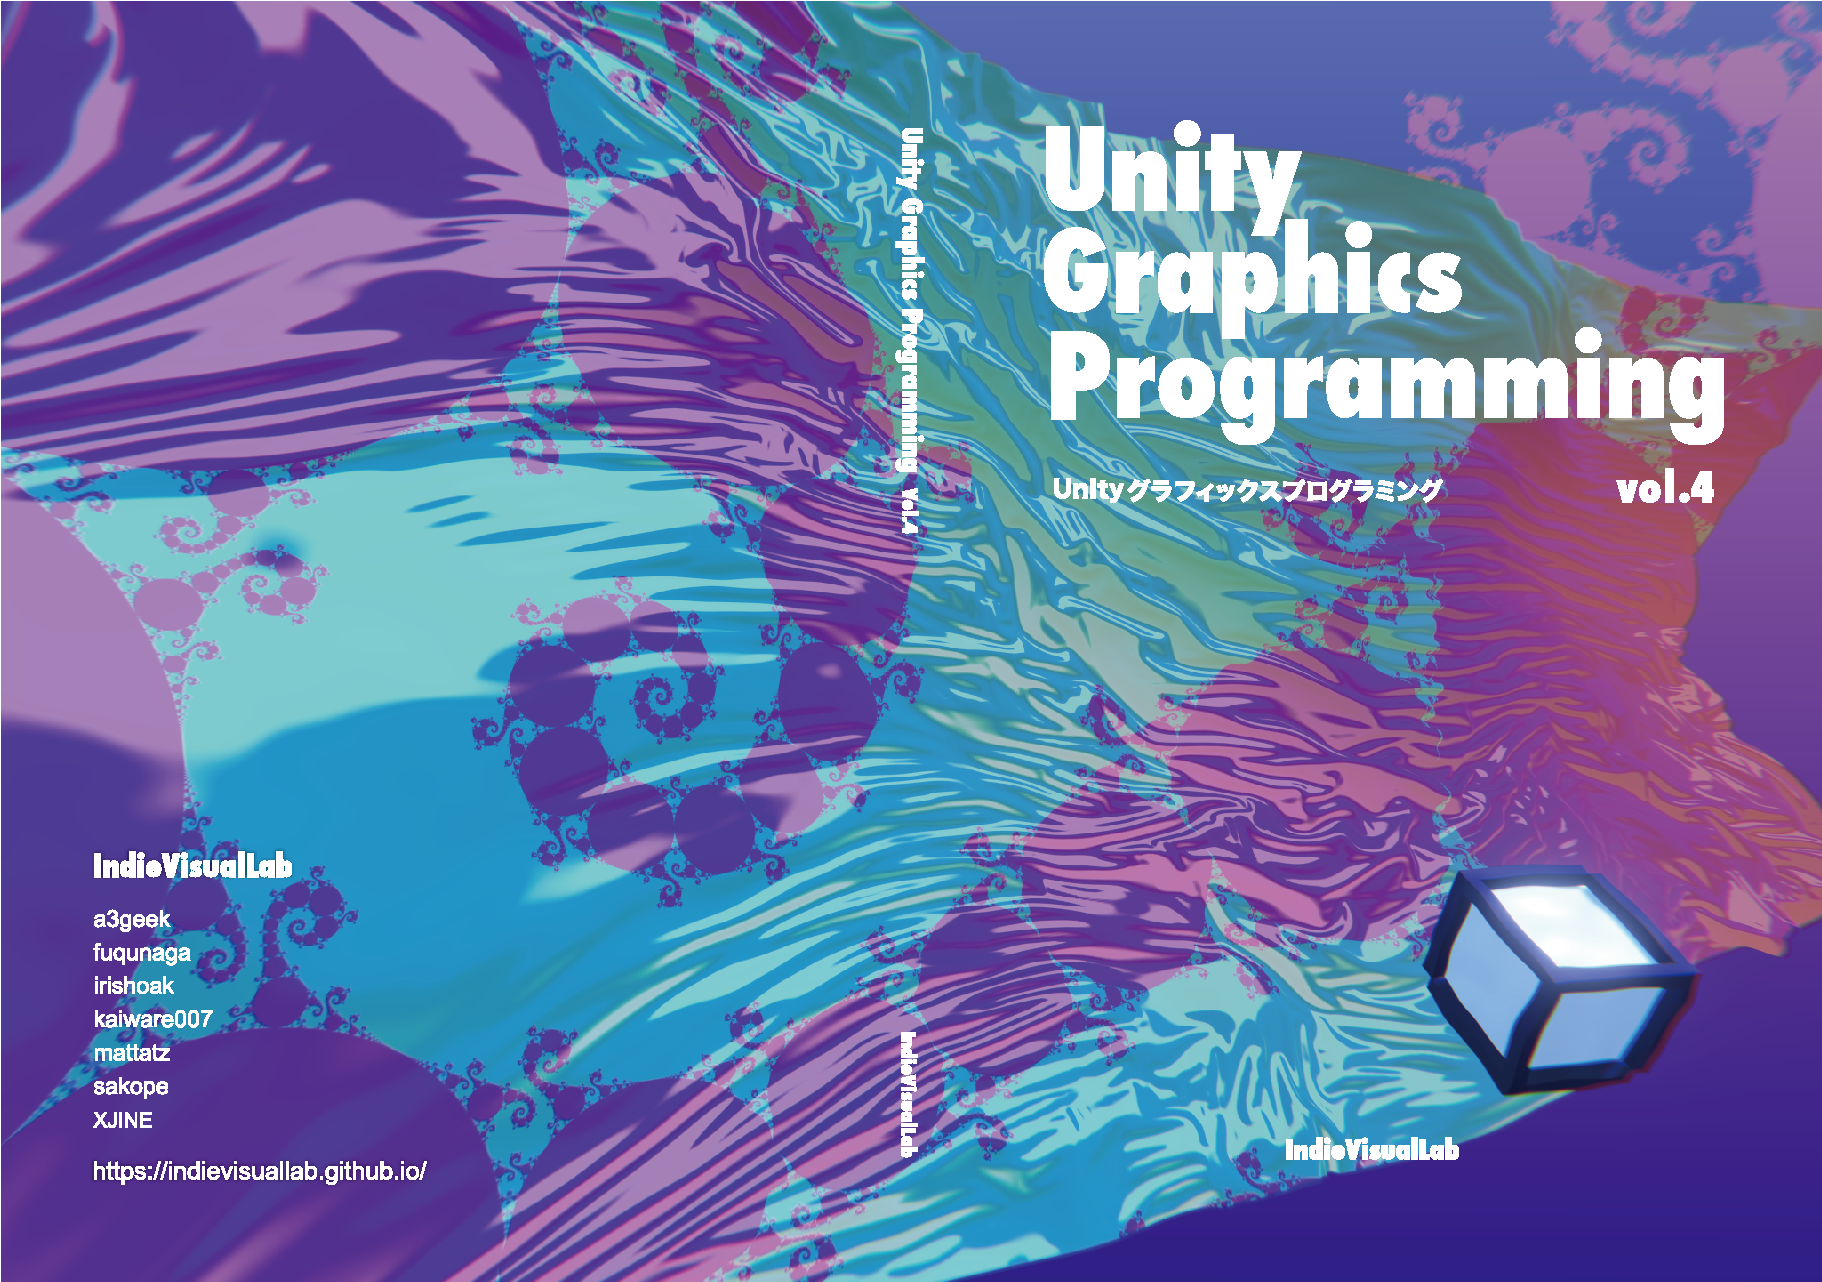 Unity
Graphics
Programming
vol.4
Unityグラフィックスプログラミング
IndieVisualLab
Unity Graphics Programming Vol.4
IndieVisualLab
IndieVisualLab
a3geek
fuqunaga
irishoak
kaiware007
mattatz
sakope
XJINE
https://indievisuallab.github.io/